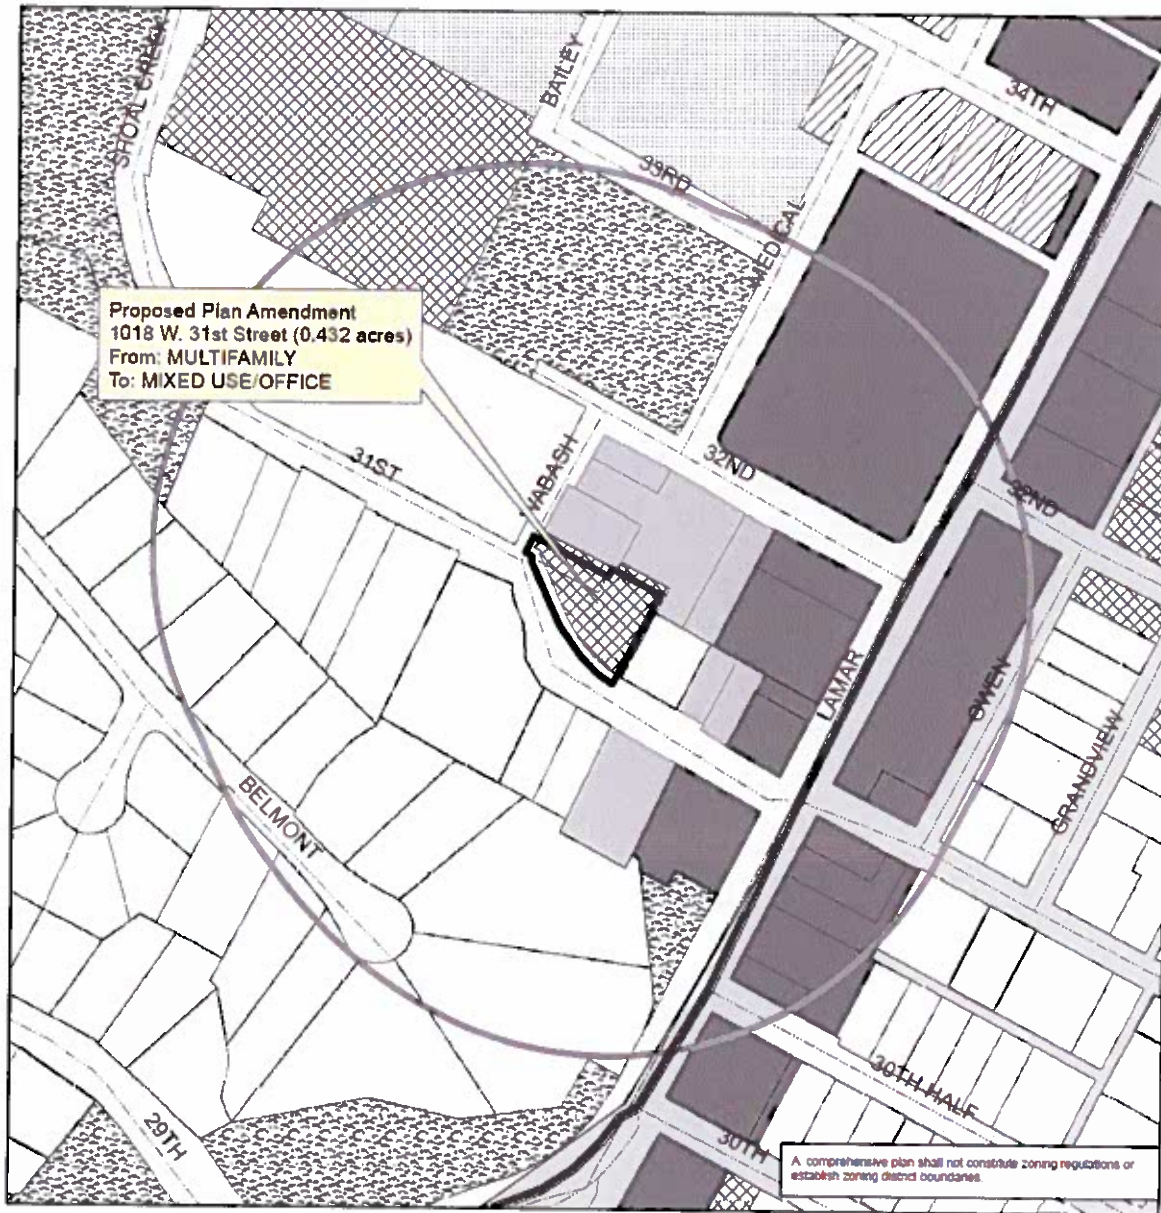 SHOAL CREEK
BAILEY
34TH
33RD
MEDICAL
Proposed Plan Amendment
1018 W. 31st Street (0.432 acres)
From: MULTIFAMILY
To: MIXED USE/OFFICE
31ST
WABASH
32ND
32ND
LAMAR
OWEN
GRANDVIEW
BELMONT
30TH HALF
29TH
30TH
A comprehensive plan shall not constitute zoning regulations or
establish zoning district boundaries.